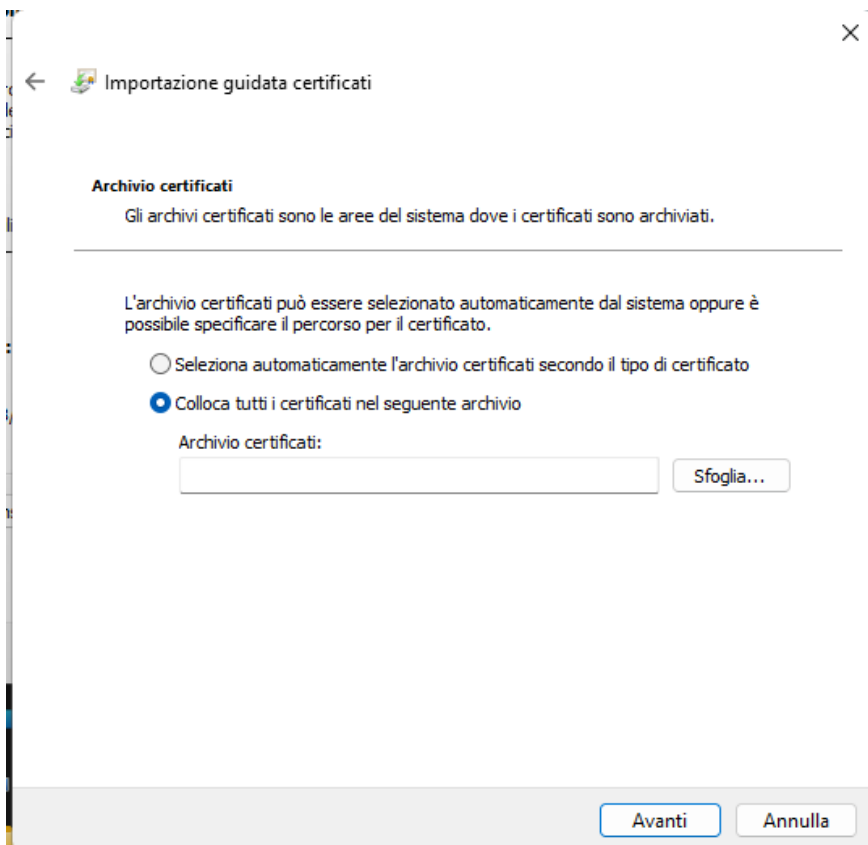 Importazione guidata certificati
Archivio certificati
Gli archivi certificati sono le aree del sistema dove i certificati sono archiviati.
L'archivio certificati può essere selezionato automaticamente dal sistema oppure è
possibile specificare il percorso per il certificato.
Seleziona automaticamente l'archivio certificati secondo il tipo di certificato
Colloca tutti i certificati nel seguente archivio
Archivio certificati:
Sfoglia...
Avanti
Annulla